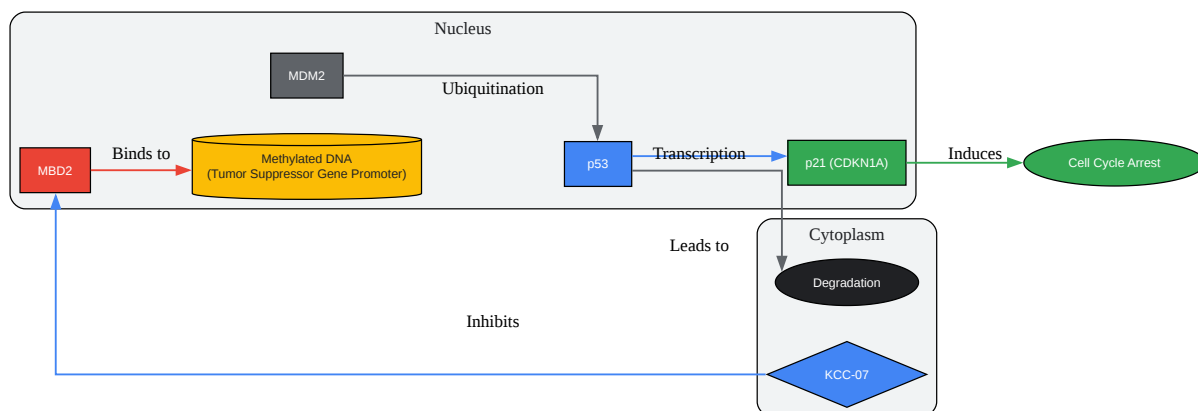 Nucleus
MDM2
Ubiquitination
MBD2
Binds to
Methylated DNA
(Tumor Suppressor Gene Promoter)
p53
Transcription
p21 (CDKN1A)
Induces
Cell Cycle Arrest
Cytoplasm
Leads to
Degradation
Inhibits
KCC-07